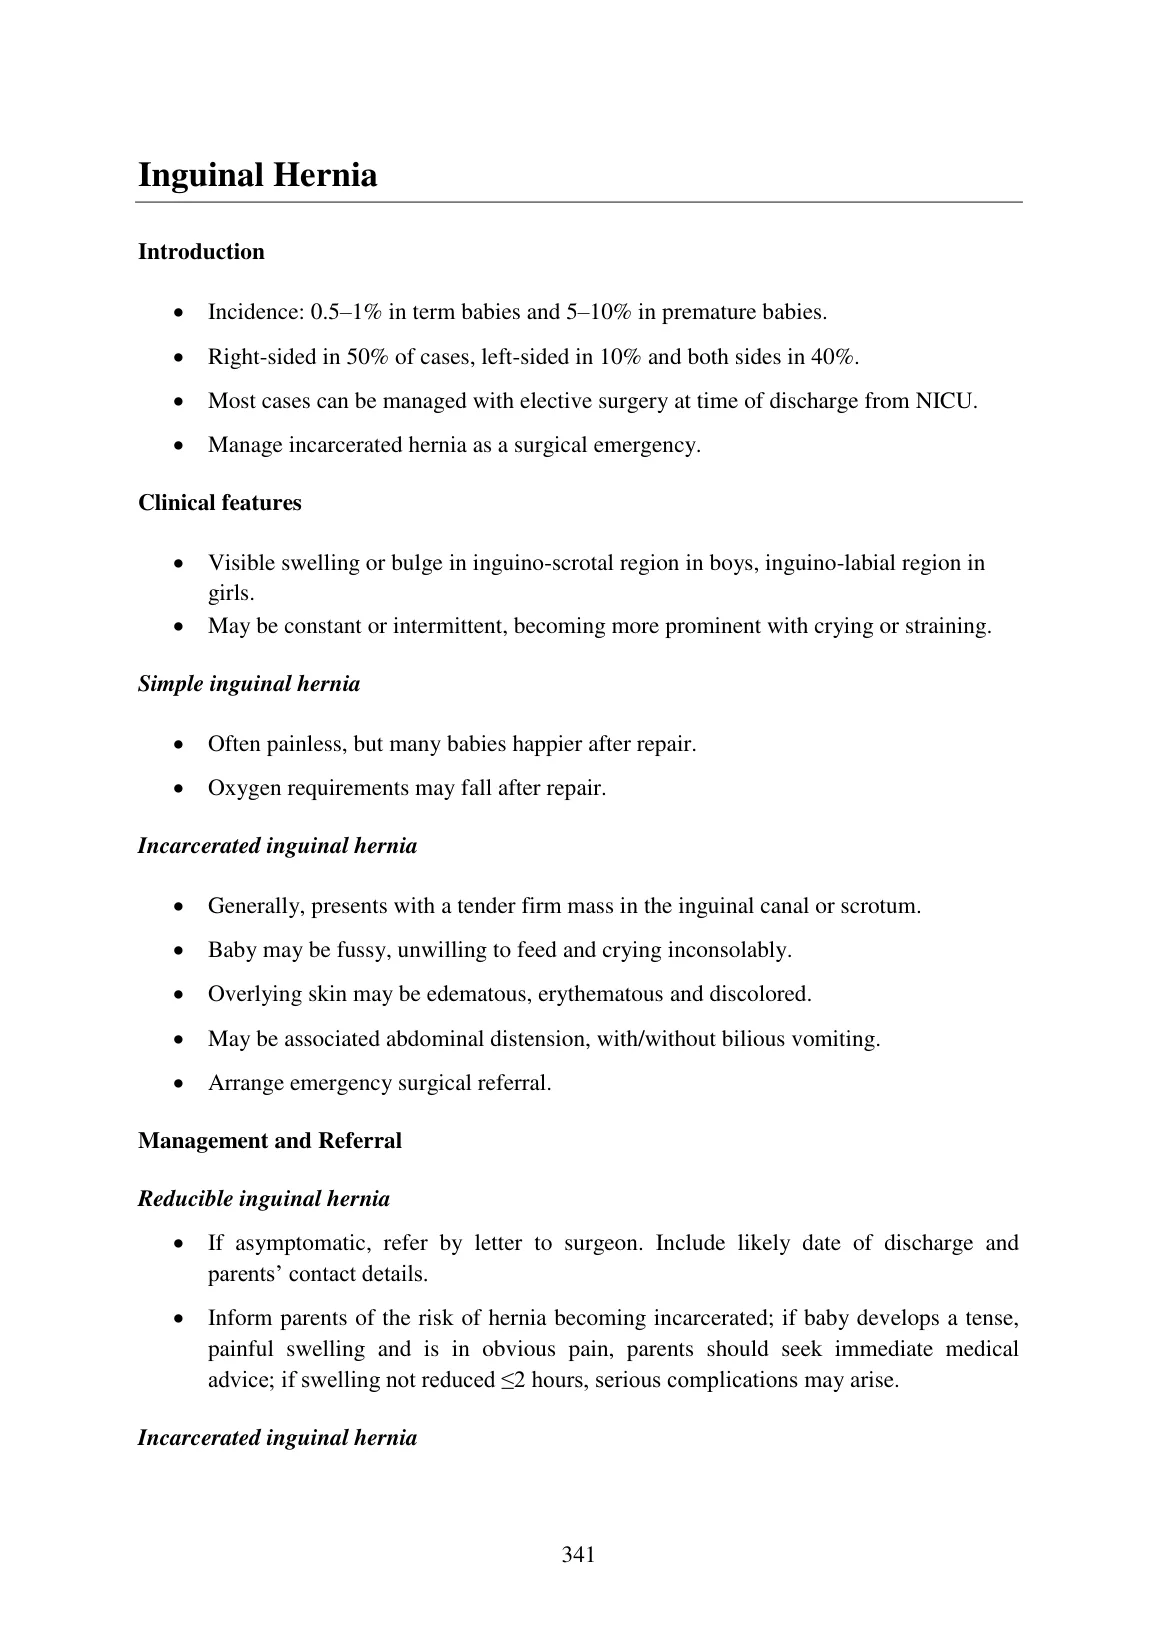 Inguinal Hernia
Introduction
• Incidence: 0.5–1% in term babies and 5–10% in premature babies.
• Right-sided in 50% of cases, left-sided in 10% and both sides in 40%.
• Most cases can be managed with elective surgery at time of discharge from NICU.
• Manage incarcerated hernia as a surgical emergency.
Clinical features
• Visible swelling or bulge in inguino-scrotal region in boys, inguino-labial region in
girls.
• May be constant or intermittent, becoming more prominent with crying or straining.
Simple inguinal hernia
• Often painless, but many babies happier after repair.
• Oxygen requirements may fall after repair.
Incarcerated inguinal hernia
• Generally, presents with a tender firm mass in the inguinal canal or scrotum.
• Baby may be fussy, unwilling to feed and crying inconsolably.
• Overlying skin may be edematous, erythematous and discolored.
• May be associated abdominal distension, with/without bilious vomiting.
• Arrange emergency surgical referral.
Management and Referral
Reducible inguinal hernia
• If asymptomatic, refer by letter to surgeon. Include likely date of discharge and
parents’ contact details.
• Inform parents of the risk of hernia becoming incarcerated; if baby develops a tense,
painful swelling and is in obvious pain, parents should seek immediate medical
advice; if swelling not reduced ≤2 hours, serious complications may arise.
Incarcerated inguinal hernia
341